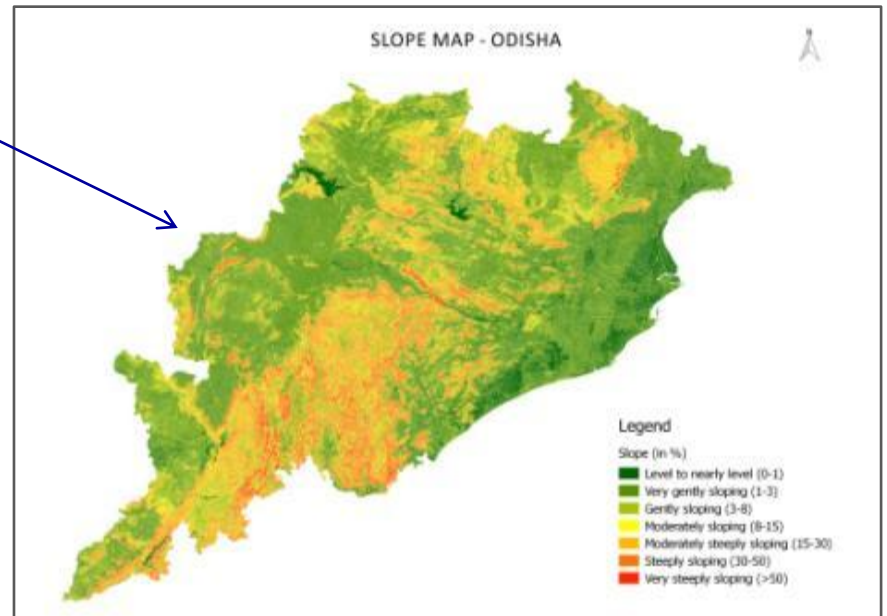 SLOPE MAP - ODISHA
Legend
Slope (in %)
Level to nearly level (0-1)
Very gently sloping (1-3)
Gently sloping (3-8)
Moderately sloping (8-15)
Moderately steeply sloping (15-30)
Steeply sloping (30-50)
Very steeply sloping (>50)